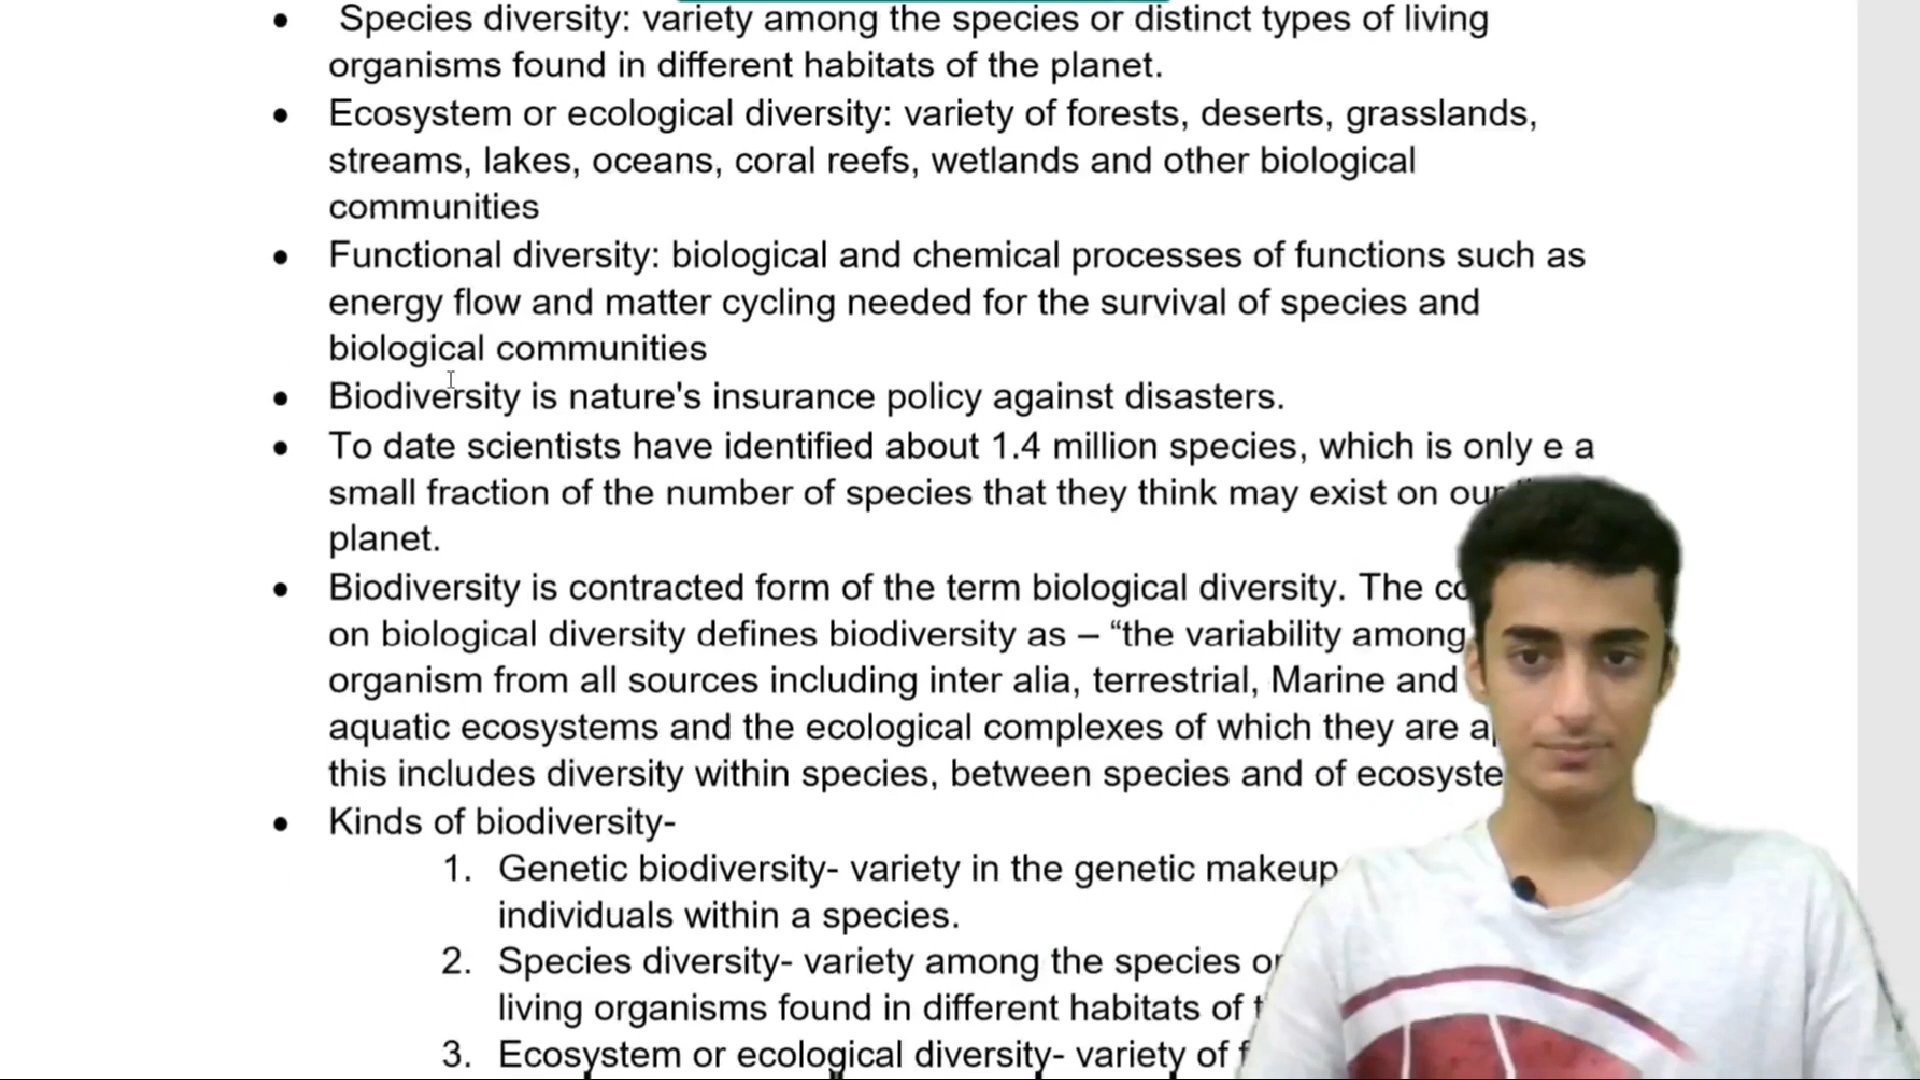 • Species diversity: variety among the species or distinct types of living
organisms found in different habitats of the planet.
• Ecosystem or ecological diversity: variety of forests, deserts, grasslands,
streams, lakes, oceans, coral reefs, wetlands and other biological
communities
• Functional diversity: biological and chemical processes of functions such as
energy flow and matter cycling needed for the survival of species and
biological communities
• Biodiversity is nature's insurance policy against disasters.
• To date scientists have identified about 1.4 million species, which is only e a
small fraction of the number of species that they think may exist on our
planet.
• Biodiversity is contracted form of the term biological diversity. The
on biological diversity defines biodiversity as – “the variability among
organism from all sources including inter alia, terrestrial, Marine and
aquatic ecosystems and the ecological complexes of which they are
this includes diversity within species, between species and of
• Kinds of biodiversity-
1. Genetic biodiversity- variety in the genetic makeup
individuals within a species.
2. Species diversity- variety among the species or
living organisms found in different habitats of
3. Ecosystem or ecological diversity- variety of